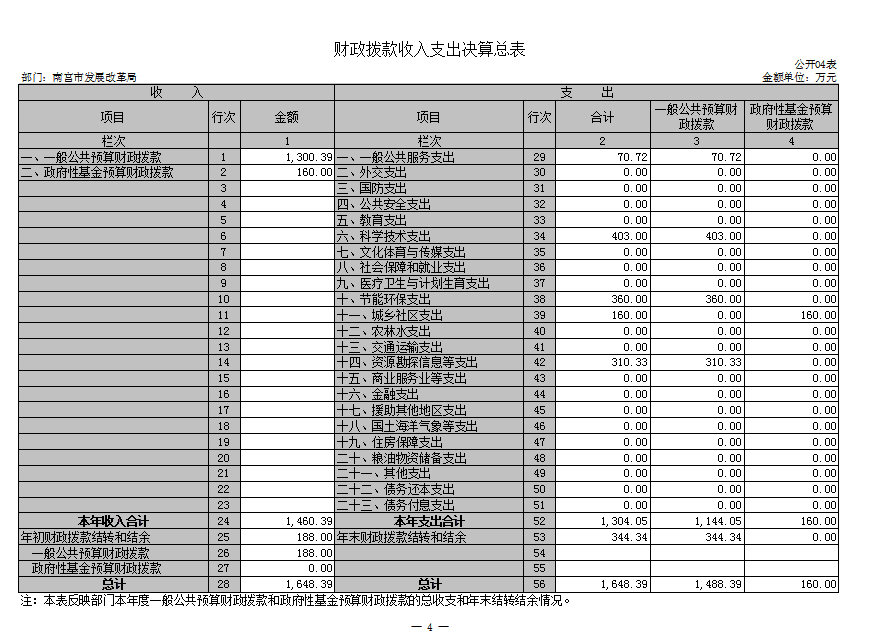 财政拨款收入支出决算总表
公开04表
部门：南宫市发展改革局 金额单位：万元
收 入 支 出
项目 行次 金额 项目 行次 合计 一般公共预算财政拨款 政府性基金预算财政拨款
栏次 1 栏次 2 3 4
一、一般公共预算财政拨款 1 1,300.39 一、一般公共服务支出 29 70.72 70.72 0.00
二、政府性基金预算财政拨款 2 160.00 二、外交支出 30 0.00 0.00 0.00
3 三、国防支出 31 0.00 0.00 0.00
4 四、公共安全支出 32 0.00 0.00 0.00
5 五、教育支出 33 0.00 0.00 0.00
6 六、科学技术支出 34 403.00 403.00 0.00
7 七、文化体育与传媒支出 35 0.00 0.00 0.00
8 八、社会保障和就业支出 36 0.00 0.00 0.00
9 九、医疗卫生与计划生育支出 37 0.00 0.00 0.00
10 十、节能环保支出 38 360.00 360.00 0.00
11 十一、城乡社区支出 39 160.00 0.00 160.00
12 十二、农林水支出 40 0.00 0.00 0.00
13 十三、交通运输支出 41 0.00 0.00 0.00
14 十四、资源勘探信息等支出 42 310.33 310.33 0.00
15 十五、商业服务业等支出 43 0.00 0.00 0.00
16 十六、金融支出 44 0.00 0.00 0.00
17 十七、援助其他地区支出 45 0.00 0.00 0.00
18 十八、国土海洋气象等支出 46 0.00 0.00 0.00
19 十九、住房保障支出 47 0.00 0.00 0.00
20 二十、粮油物资储备支出 48 0.00 0.00 0.00
21 二十一、其他支出 49 0.00 0.00 0.00
22 二十二、债务还本支出 50 0.00 0.00 0.00
23 二十三、债务付息支出 51 0.00 0.00 0.00
本年收入合计 24 1,460.39 本年支出合计 52 1,304.05 1,144.05 160.00
年初财政拨款结转和结余 25 188.00 年末财政拨款结转和结余 53 344.34 344.34 0.00
一般公共预算财政拨款 26 188.00 54
政府性基金预算财政拨款 27 0.00 55
总计 28 1,648.39 总计 56 1,648.39 1,488.39 160.00
注：本表反映部门本年度一般公共预算财政拨款和政府性基金预算财政拨款的总收支和年末结转结余情况。
— 4 —